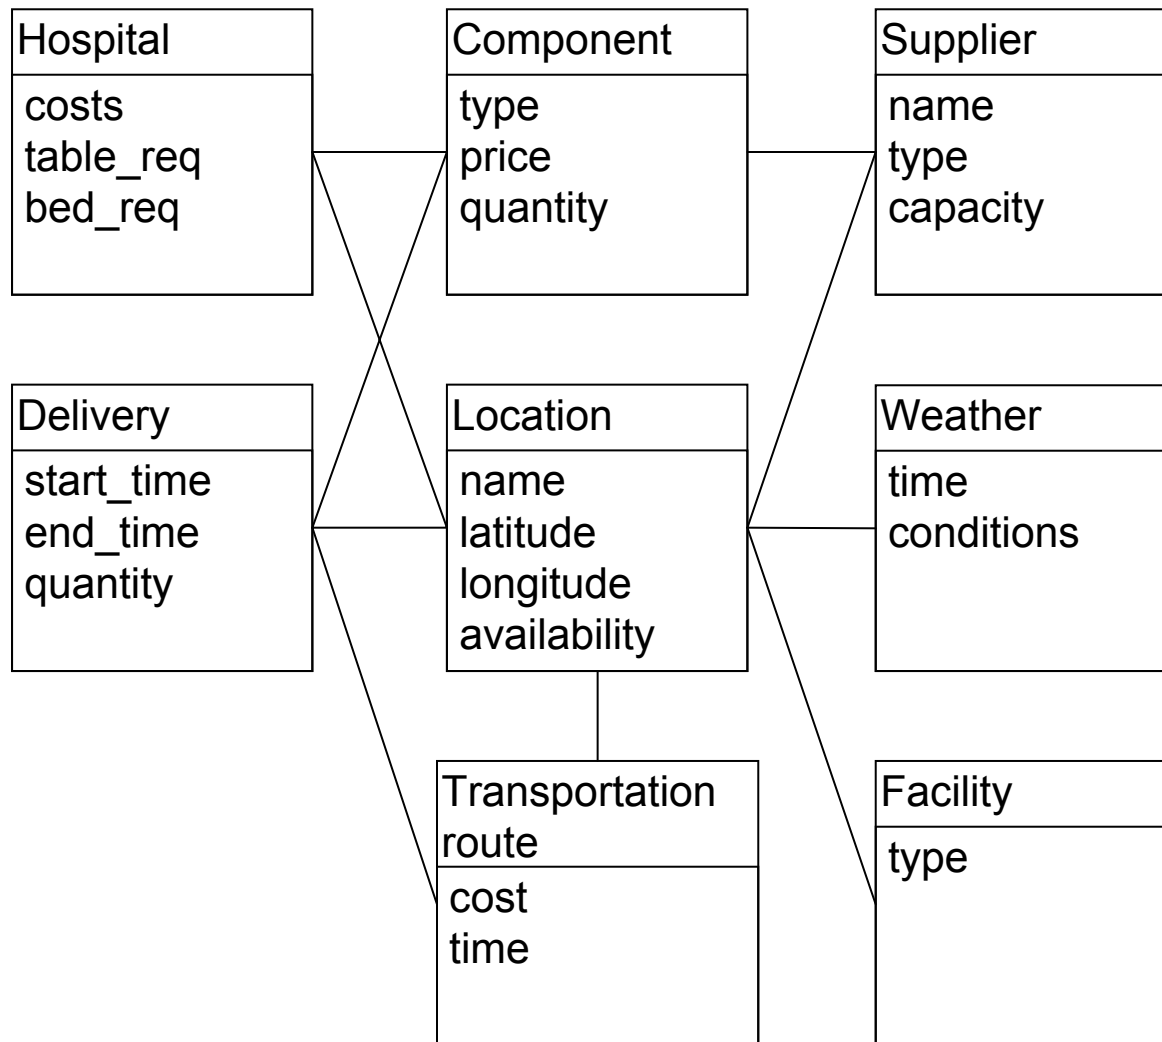 Hospital
costs
table_req
bed_req
Component
type
price
quantity
Supplier
name
type
capacity
Delivery
start_time
end_time
quantity
Location
name
latitude
longitude
availability
Weather
time
conditions
Transportation
route
cost
time
Facility
type